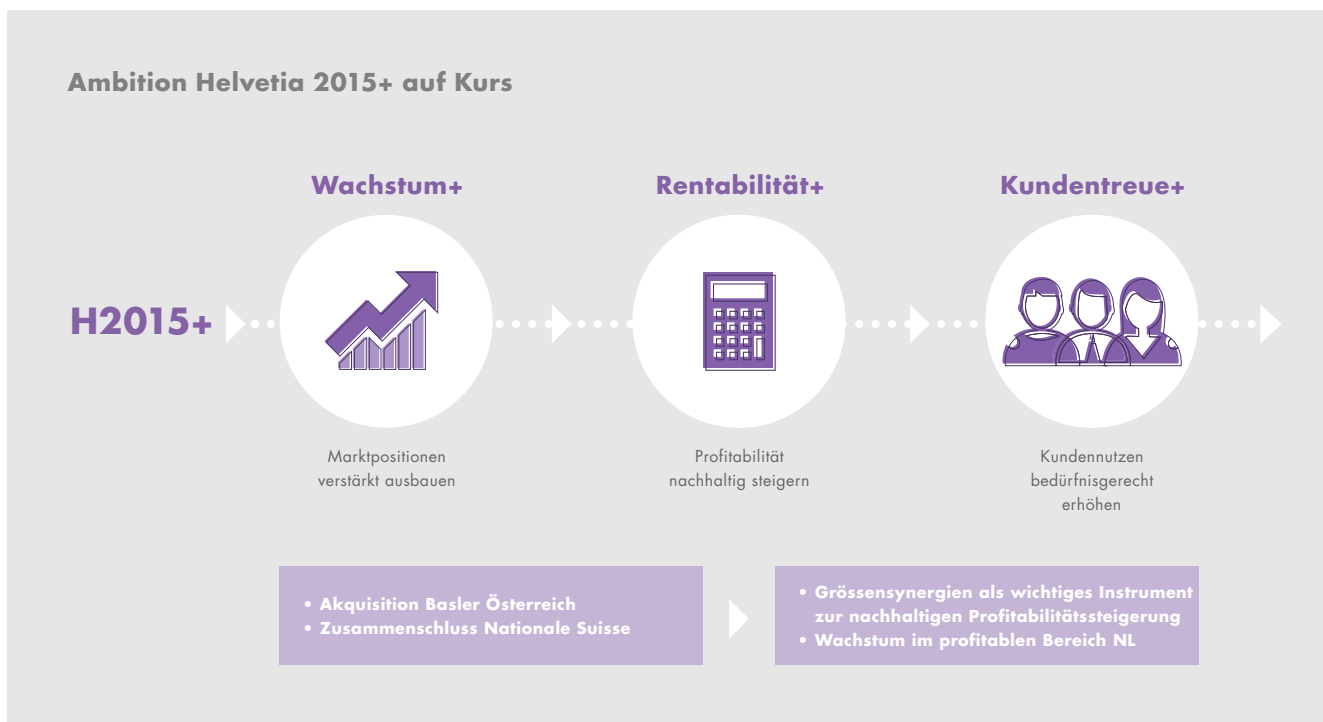 Ambition Helvetia 2015+ auf Kurs
H2015+
Wachstum+
Marktpositionen
verstärkt ausbauen
Rentabilität+
Profitabilität
nachhaltig steigern
Kundentreue+
Kundennutzen
bedürfnisgerecht
erhöhen
• Akquisition Basler Österreich
• Zusammenschluss Nationale Suisse
• Grössensynergien als wichtiges Instrument
zur nachhaltigen Profitabilitätssteigerung
• Wachstum im profitablen Bereich NL